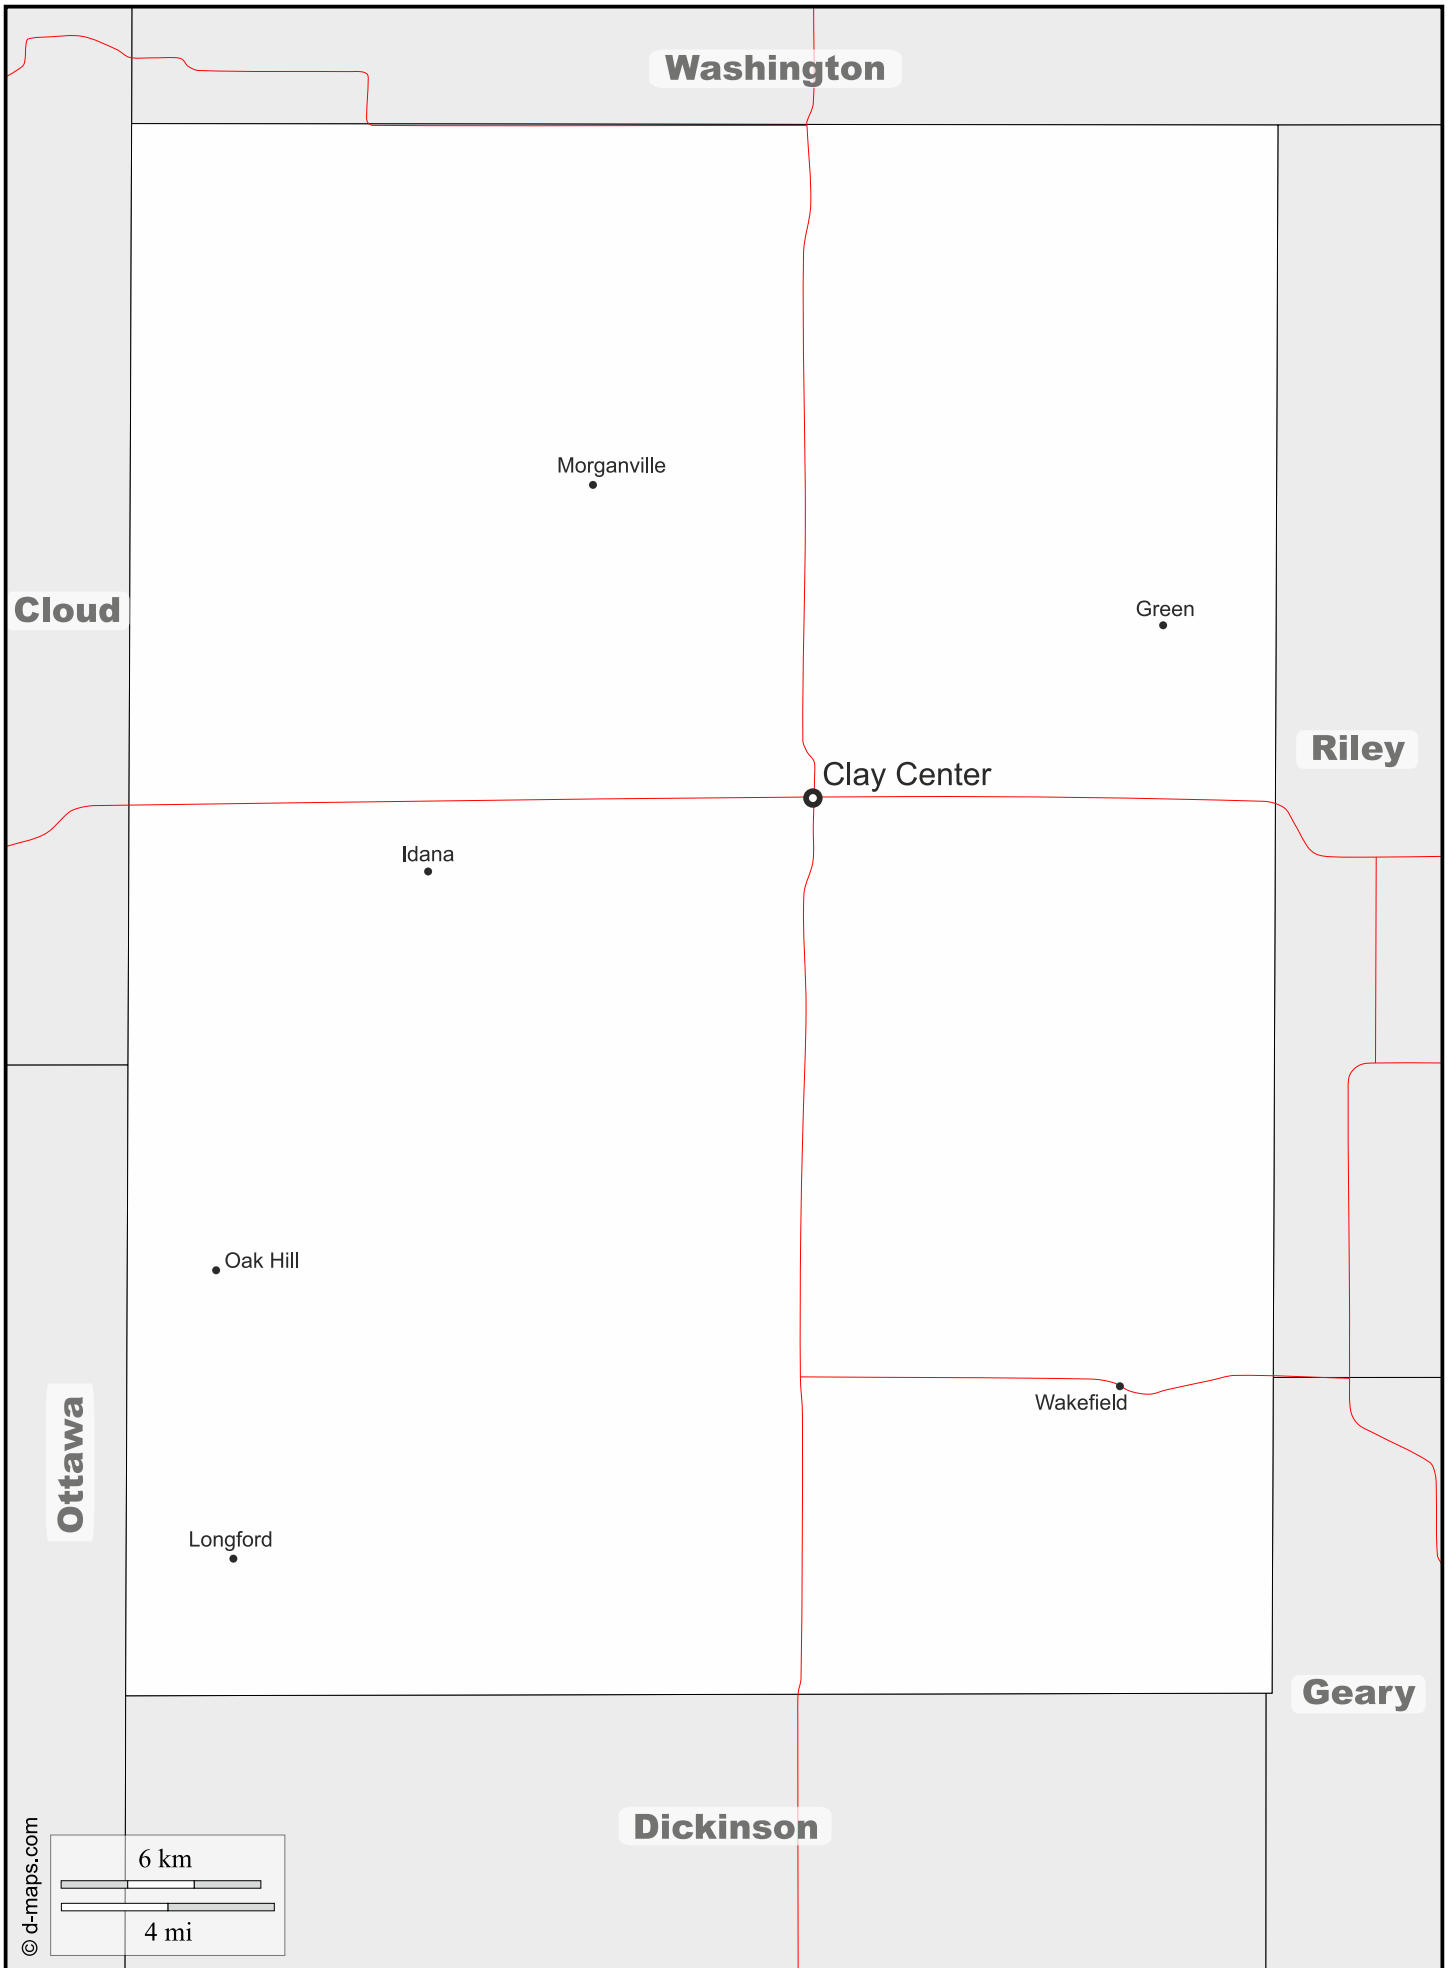 Washington
Morganville
Cloud
Green
Riley
Clay Center
Idana
Oak Hill
Wakefield
Ottawa
Longford
Geary
Dickinson
© d-maps.com
6 km
4 mi